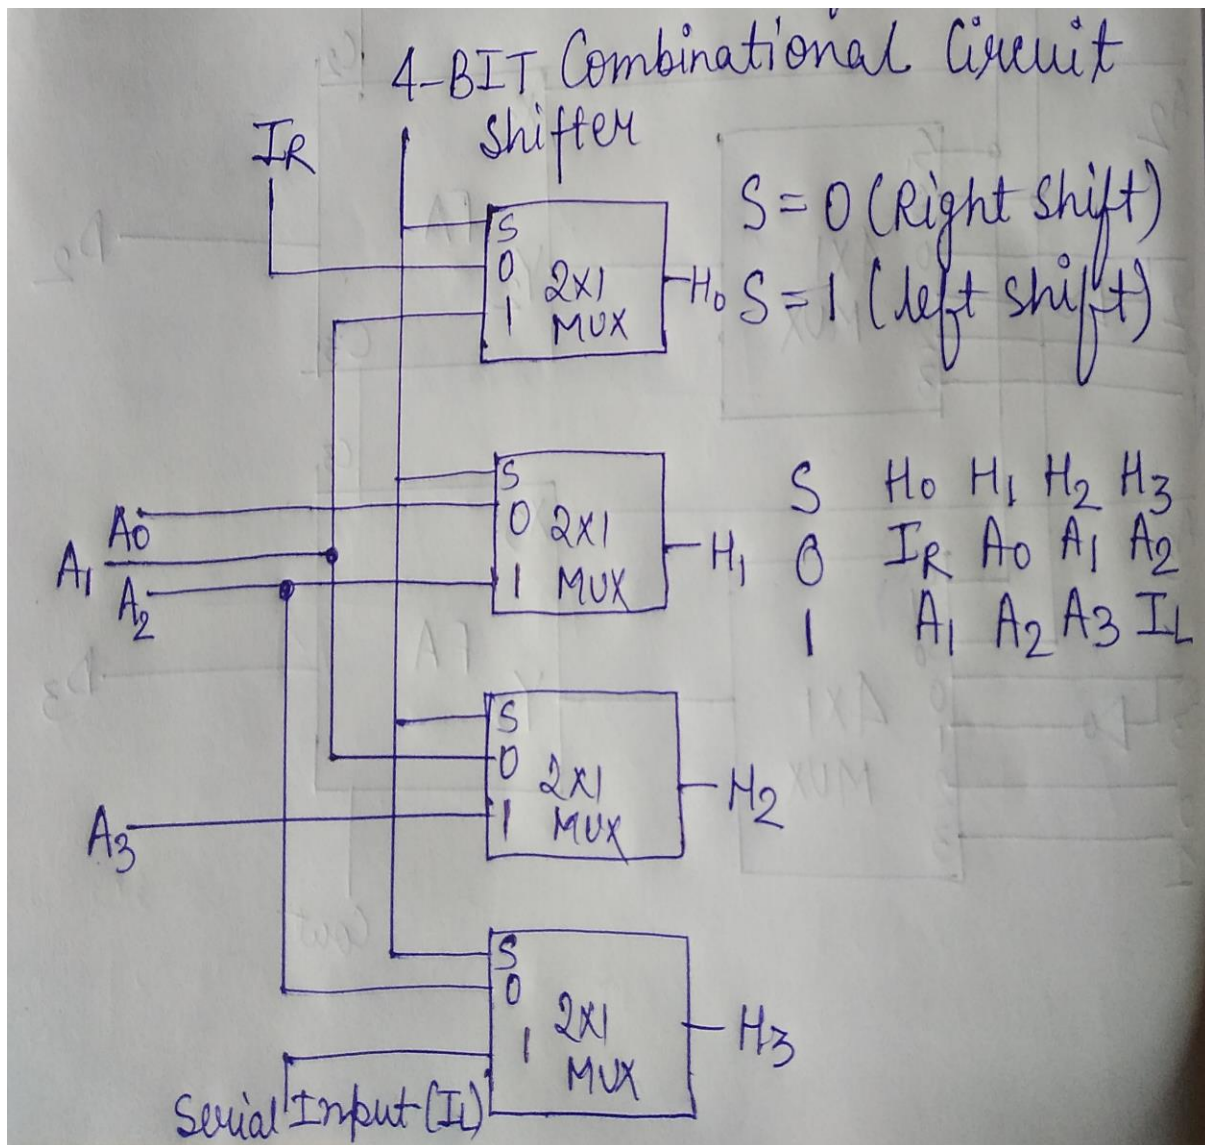 4-BIT Combinational Circuit
Shifter
IR
S = 0 (Right Shift)
S = 1 (left shift)
S
0
1
2X1
MUX
H0
A0
A1
A2
S
0
1
2X1
MUX
H1
S H0 H1 H2 H3
0 IR A0 A1 A2
1 A1 A2 A3 IL
A3
S
0
1
2X1
MUX
H2
S
0
1
2X1
MUX
H3
Serial Input (IL)